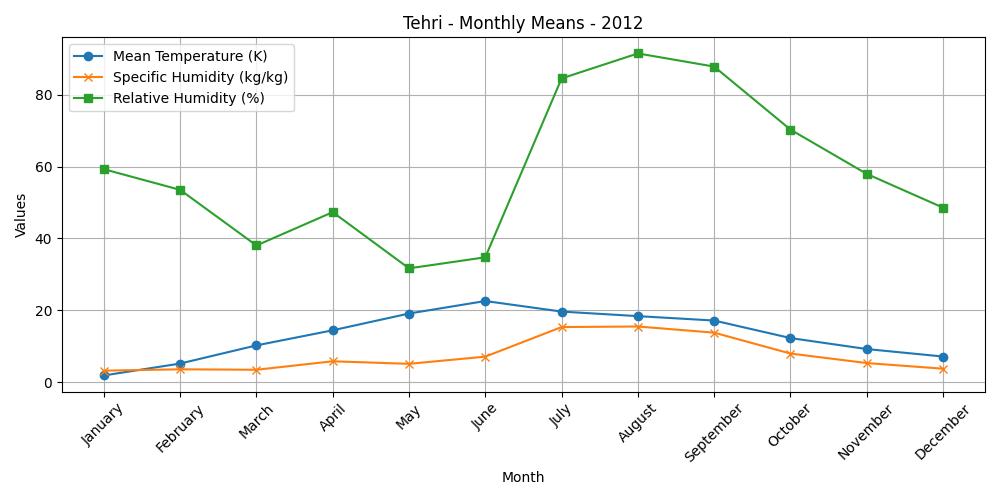 Tehri - Monthly Means - 2012
Mean Temperature (K)
Specific Humidity (kg/kg)
Relative Humidity (%)
80
60
40
20
0
Values
January
February
March
April
May
June
July
August
September
October
November
December
Month